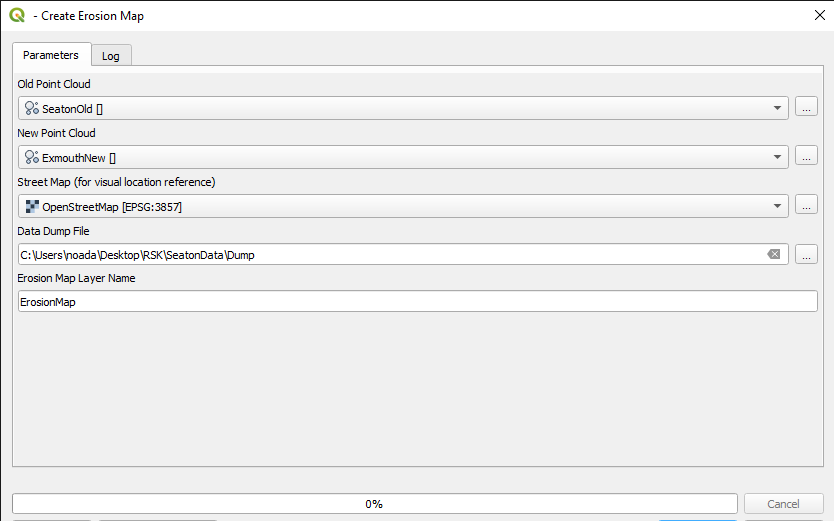 - Create Erosion Map
Parameters
Log
Old Point Cloud
SeatonOld []
...
New Point Cloud
ExmouthNew []
...
Street Map (for visual location reference)
OpenStreetMap [EPSG:3857]
...
Data Dump File
C:\Users\noada\Desktop\RSK\SeatonData\Dump
...
Erosion Map Layer Name
ErosionMap
0%
Cancel